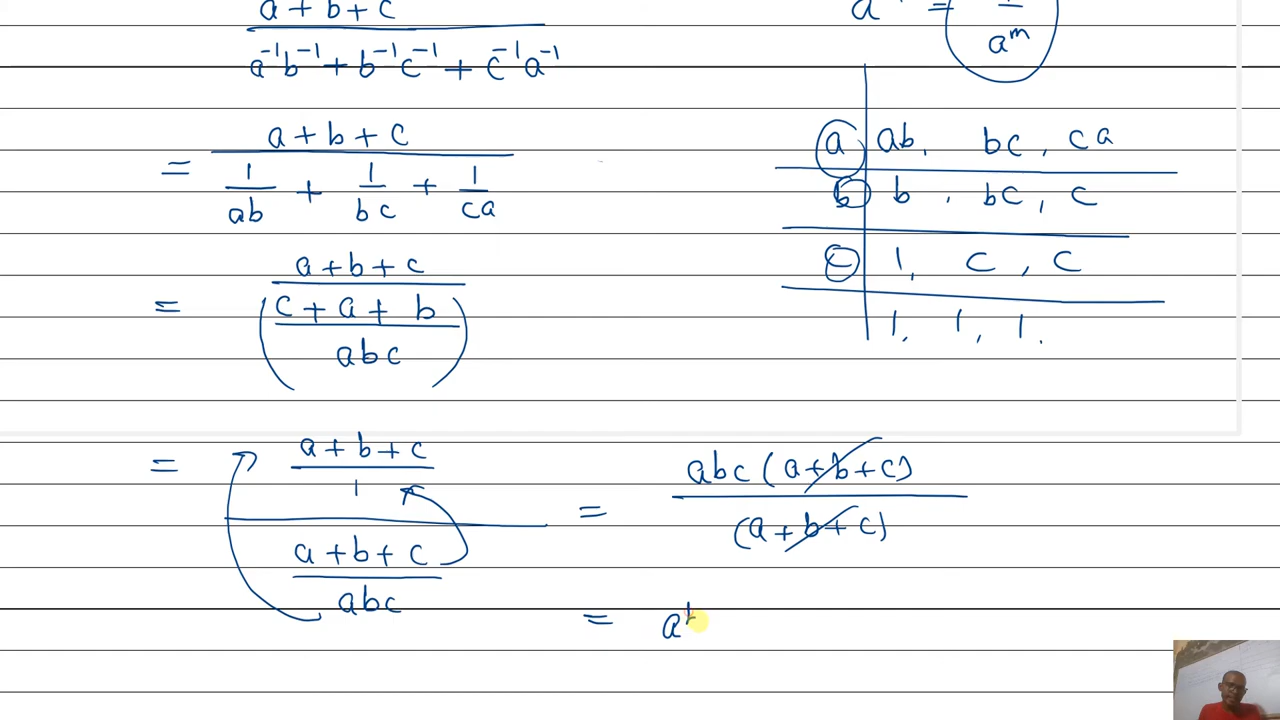 a + b + c
a⁻¹b⁻¹ + b⁻¹c⁻¹ + c⁻¹a⁻¹
= a + b + c
1/ab + 1/bc + 1/ca
= a + b + c
(c + a + b / abc)
= a + b + c
1
a + b + c
abc
= abc (a + b + c)
(a + b + c)
= ab
a =
aᵐ
a | ab, bc, ca
b | b, bc, c
c | 1, c, c
1, 1, 1.